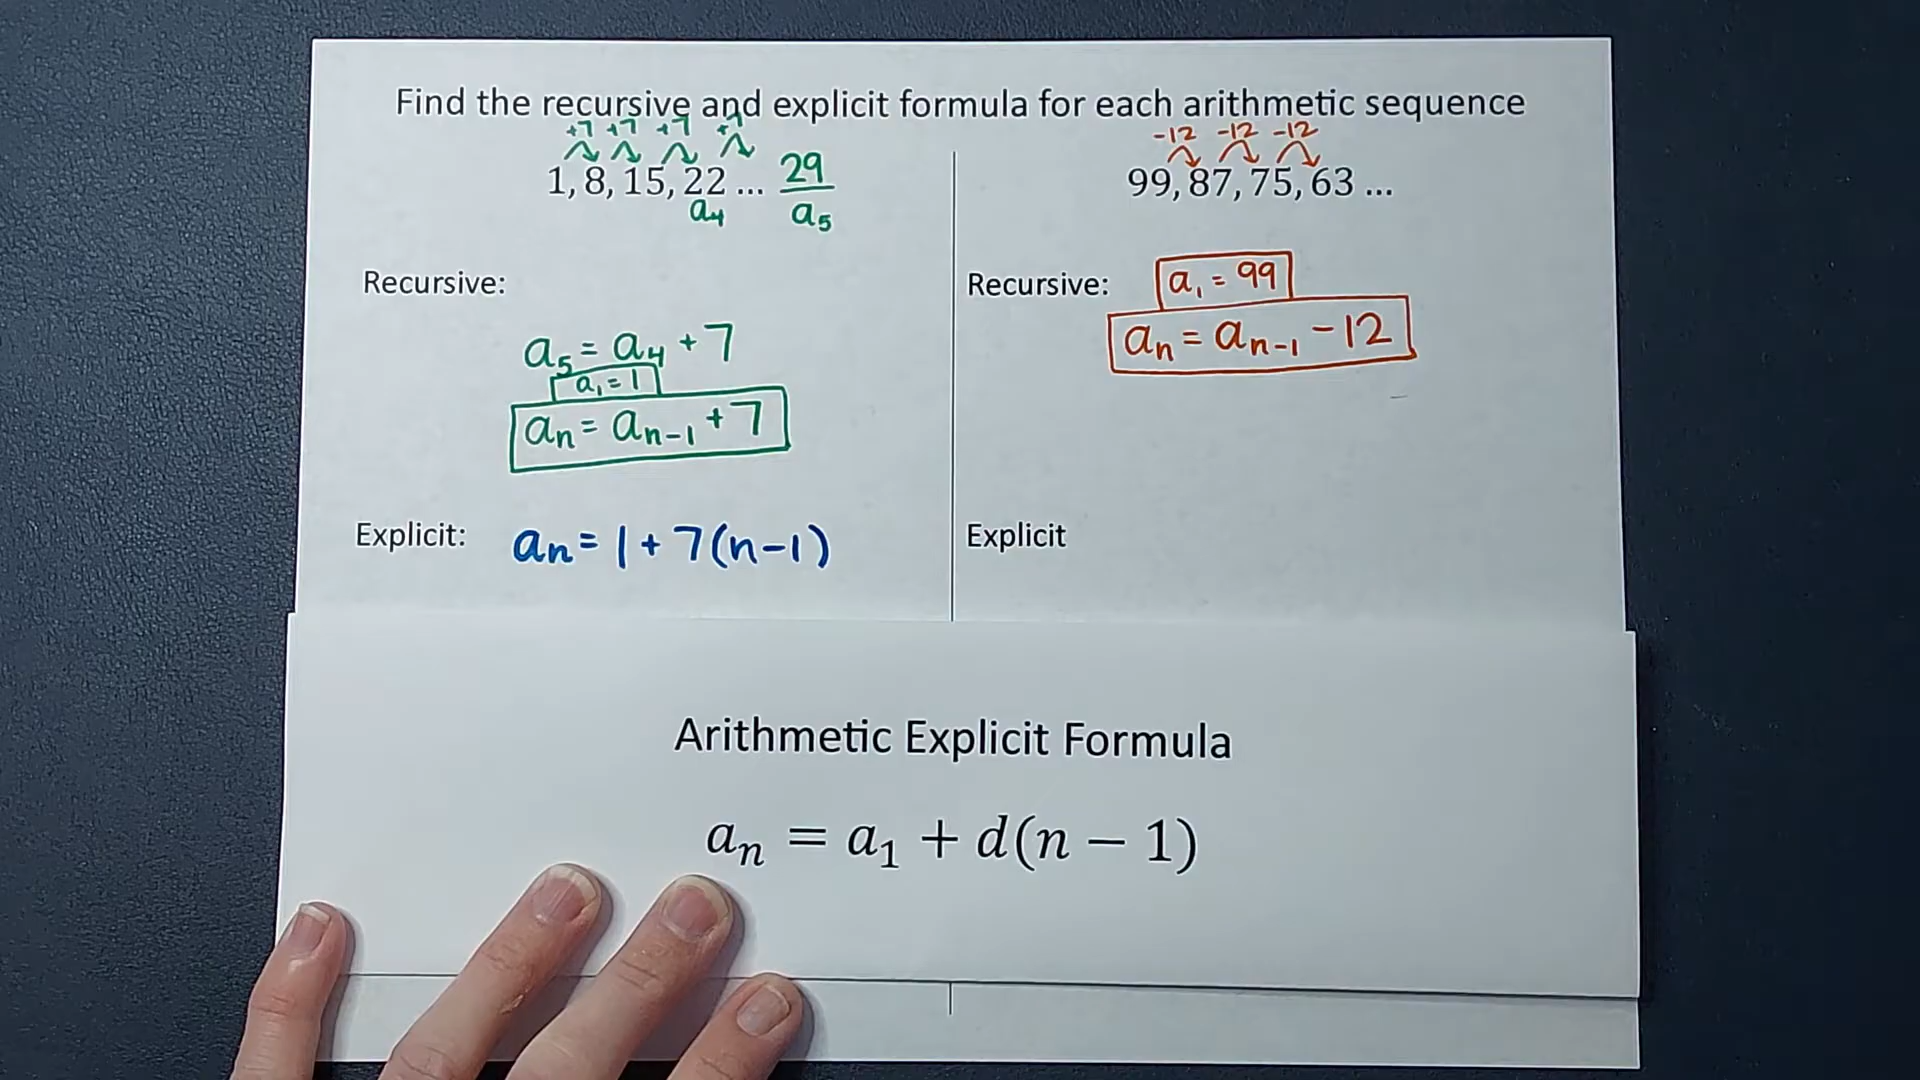 Find the recursive and explicit formula for each arithmetic sequence
+7 +7 +7 +7
1, 8, 15, 22 ... 29
a₄ a₅
Recursive:
a₅ = a₄ + 7
a₁ = 1
aₙ = aₙ₋₁ + 7
Explicit: aₙ = 1 + 7(n-1)
-12 -12 -12
99, 87, 75, 63 ...
Recursive: a₁ = 99
aₙ = aₙ₋₁ - 12
Explicit
Arithmetic Explicit Formula
aₙ = a₁ + d(n − 1)